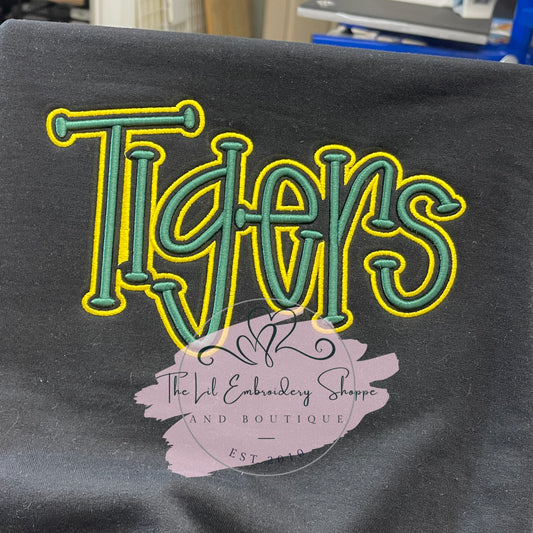 Tigers
The Lil Embroidery Shoppe
AND BOUTIQUE
EST 2019